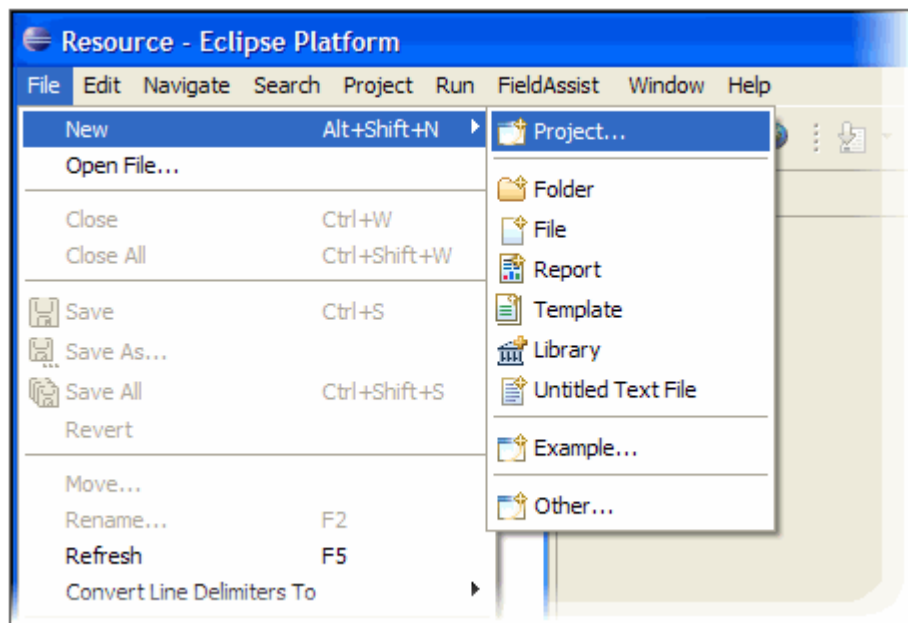 Resource - Eclipse Platform
File Edit Navigate Search Project Run FieldAssist Window Help
New Alt+Shift+N
Open File...
Close Ctrl+W
Close All Ctrl+Shift+W
Save Ctrl+S
Save As...
Save All Ctrl+Shift+S
Revert
Move...
Rename... F2
Refresh F5
Convert Line Delimiters To
Project...
Folder
File
Report
Template
Library
Untitled Text File
Example...
Other...